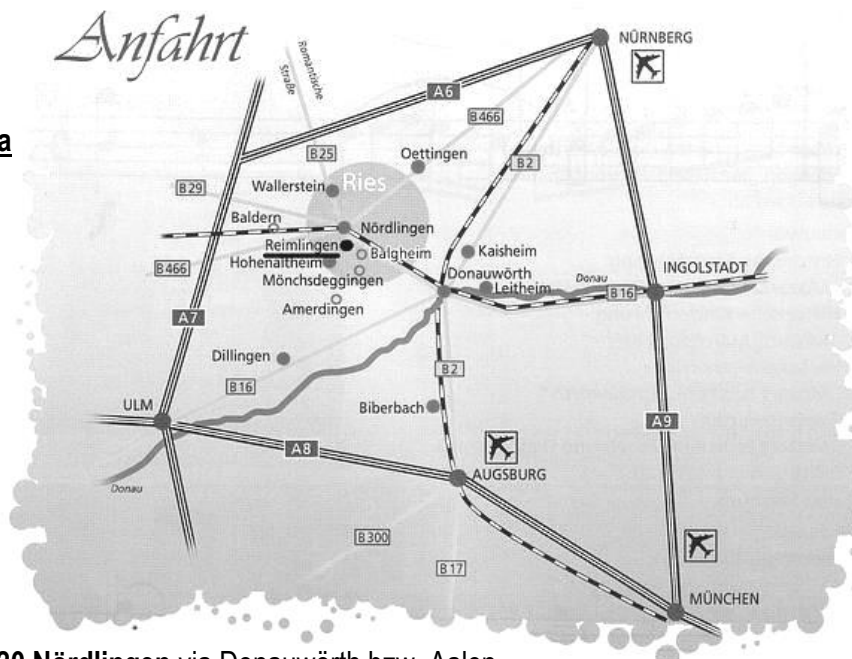 Anfahrt
NÜRNBERG
Romantische
Straße
A6
a
B466
B25
Oettingen
B2
Ries
B29
Wallerstein
Baldern
Nördlingen
Reimlingen
Balgheim
Kaisheim
Hohenaltheim
B466
INGOLSTADT
Donauwörth
Donau
Mönchsdeggingen
Leitheim
B16
Amerdingen
A7
Dillingen
B2
B16
ULM
Biberbach
A9
A8
AUGSBURG
Donau
B300
B17
MÜNCHEN
20 Nördlingen via Donauwörth bzw. Aalen